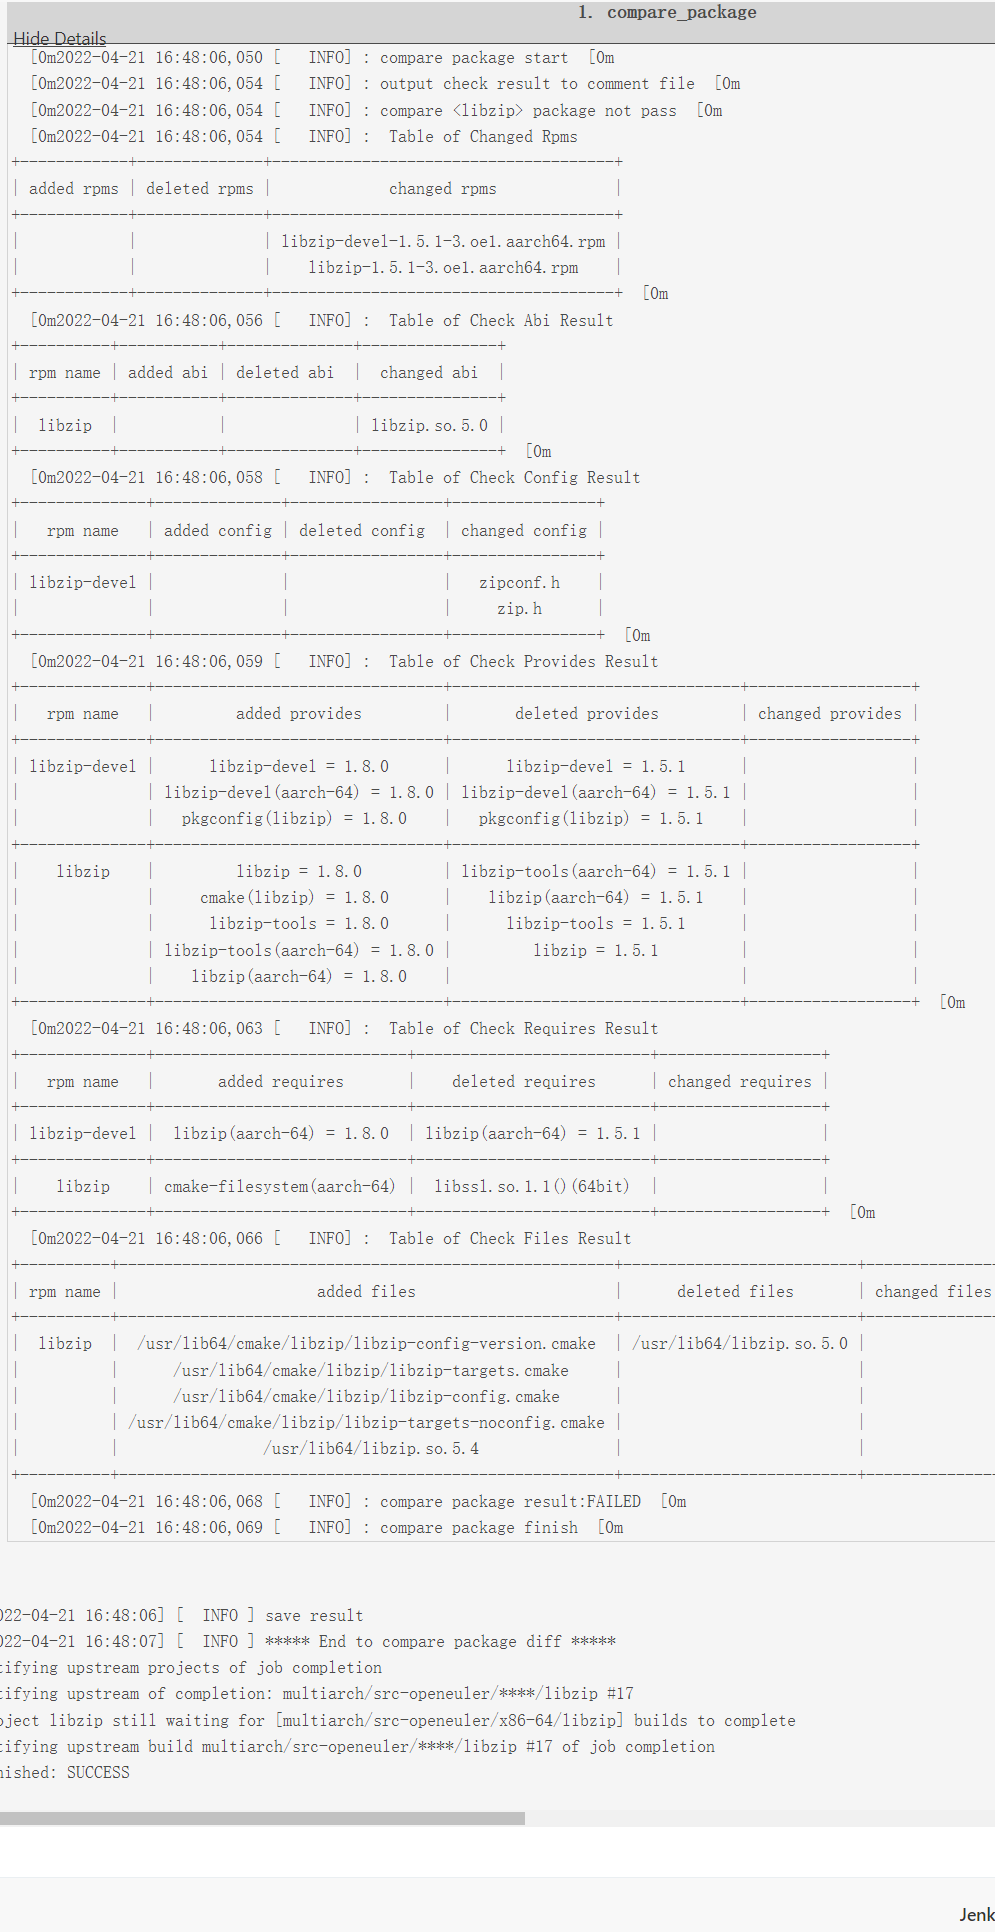 1. compare_package
Hide Details
[0m2022-04-21 16:48:06,050 [   INFO] : compare package start  [0m
[0m2022-04-21 16:48:06,054 [   INFO] : output check result to comment file  [0m
[0m2022-04-21 16:48:06,054 [   INFO] : compare <libzip> package not pass  [0m
[0m2022-04-21 16:48:06,054 [   INFO] :  Table of Changed Rpms
| added rpms | deleted rpms | changed rpms |
| | | libzip-devel-1.5.1-3.oe1.aarch64.rpm |
| | | libzip-1.5.1-3.oe1.aarch64.rpm |
[0m
[0m2022-04-21 16:48:06,056 [   INFO] :  Table of Check Abi Result
| rpm name | added abi | deleted abi | changed abi |
| libzip | | | libzip.so.5.0 |
[0m
[0m2022-04-21 16:48:06,058 [   INFO] :  Table of Check Config Result
| rpm name | added config | deleted config | changed config |
| libzip-devel | | | zipconf.h |
| | | | zip.h |
[0m
[0m2022-04-21 16:48:06,059 [   INFO] :  Table of Check Provides Result
| rpm name | added provides | deleted provides | changed provides |
| libzip-devel | libzip-devel = 1.8.0 | libzip-devel = 1.5.1 | |
| | libzip-devel(aarch-64) = 1.8.0 | libzip-devel(aarch-64) = 1.5.1 | |
| | pkgconfig(libzip) = 1.8.0 | pkgconfig(libzip) = 1.5.1 | |
| libzip | libzip = 1.8.0 | libzip-tools(aarch-64) = 1.5.1 | |
| | cmake(libzip) = 1.8.0 | libzip(aarch-64) = 1.5.1 | |
| | libzip-tools = 1.8.0 | libzip-tools = 1.5.1 | |
| | libzip-tools(aarch-64) = 1.8.0 | libzip = 1.5.1 | |
| | libzip(aarch-64) = 1.8.0 | | |
[0m
[0m2022-04-21 16:48:06,063 [   INFO] :  Table of Check Requires Result
| rpm name | added requires | deleted requires | changed requires |
| libzip-devel | libzip(aarch-64) = 1.8.0 | libzip(aarch-64) = 1.5.1 | |
| libzip | cmake-filesystem(aarch-64) | libssl.so.1.1()(64bit) | |
[0m
[0m2022-04-21 16:48:06,066 [   INFO] :  Table of Check Files Result
| rpm name | added files | deleted files | changed files
| libzip | /usr/lib64/cmake/libzip/libzip-config-version.cmake | /usr/lib64/libzip.so.5.0 |
| | /usr/lib64/cmake/libzip/libzip-targets.cmake | |
| | /usr/lib64/cmake/libzip/libzip-config.cmake | |
| | /usr/lib64/cmake/libzip/libzip-targets-noconfig.cmake | |
| | /usr/lib64/libzip.so.5.4 | |
[0m2022-04-21 16:48:06,068 [   INFO] : compare package result:FAILED  [0m
[0m2022-04-21 16:48:06,069 [   INFO] : compare package finish  [0m
022-04-21 16:48:06] [  INFO ] save result
022-04-21 16:48:07] [  INFO ] ***** End to compare package diff *****
tifying upstream projects of job completion
tifying upstream of completion: multiarch/src-openeuler/****/libzip #17
oject libzip still waiting for [multiarch/src-openeuler/x86-64/libzip] builds to complete
tifying upstream build multiarch/src-openeuler/****/libzip #17 of job completion
nished: SUCCESS
Jenk